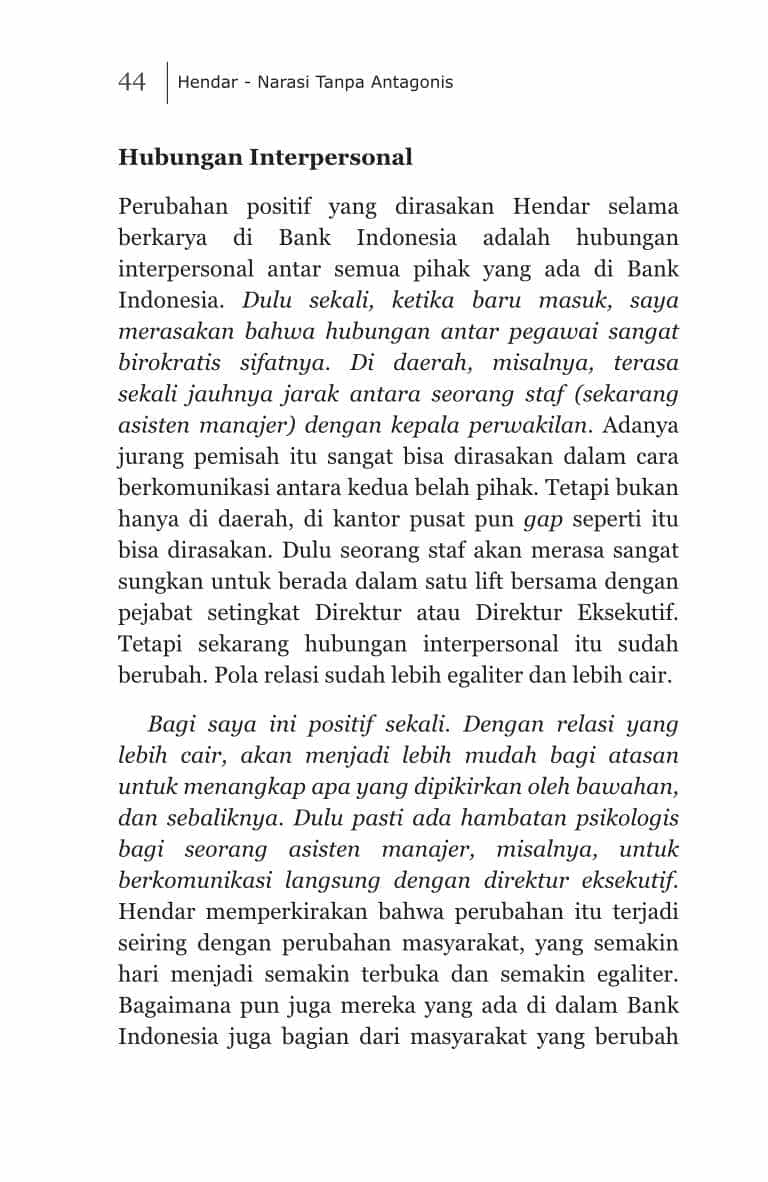 44
Hendar - Narasi Tanpa Antagonis
Hubungan Interpersonal
Perubahan positif yang dirasakan Hendar selama
berkarya di Bank Indonesia adalah hubungan
interpersonal antar semua pihak yang ada di Bank
Indonesia. Dulu sekali, ketika baru masuk, saya
merasakan bahwa hubungan antar pegawai sangat
birokratis sifatnya. Di daerah, misalnya, terasa
sekali jauhnya jarak antara seorang staf (sekarang
asisten manajer) dengan kepala perwakilan. Adanya
jurang pemisah itu sangat bisa dirasakan dalam cara
berkomunikasi antara kedua belah pihak. Tetapi bukan
hanya di daerah, di kantor pusat pun gap seperti itu
bisa dirasakan. Dulu seorang staf akan merasa sangat
sungkan untuk berada dalam satu lift bersama dengan
pejabat setingkat Direktur atau Direktur Eksekutif.
Tetapi sekarang hubungan interpersonal itu sudah
berubah. Pola relasi sudah lebih egaliter dan lebih cair.
Bagi saya ini positif sekali. Dengan relasi yang
lebih cair, akan menjadi lebih mudah bagi atasan
untuk menangkap apa yang dipikirkan oleh bawahan,
dan sebaliknya. Dulu pasti ada hambatan psikologis
bagi seorang asisten manajer, misalnya, untuk
berkomunikasi langsung dengan direktur eksekutif.
Hendar memperkirakan bahwa perubahan itu terjadi
seiring dengan perubahan masyarakat, yang semakin
hari menjadi semakin terbuka dan semakin egaliter.
Bagaimana pun juga mereka yang ada di dalam Bank
Indonesia juga bagian dari masyarakat yang berubah